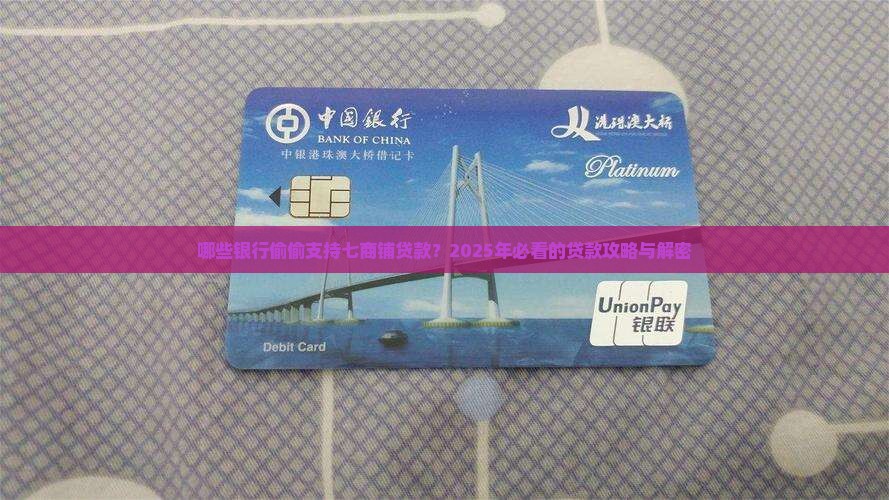 中国銀行
BANK OF CHINA
中银港珠澳大桥借记卡
港珠澳大桥
Platinum
哪些银行偷偷支持七商铺贷款？2025年必看的贷款攻略与解密
UnionPay
银联
Debit Card